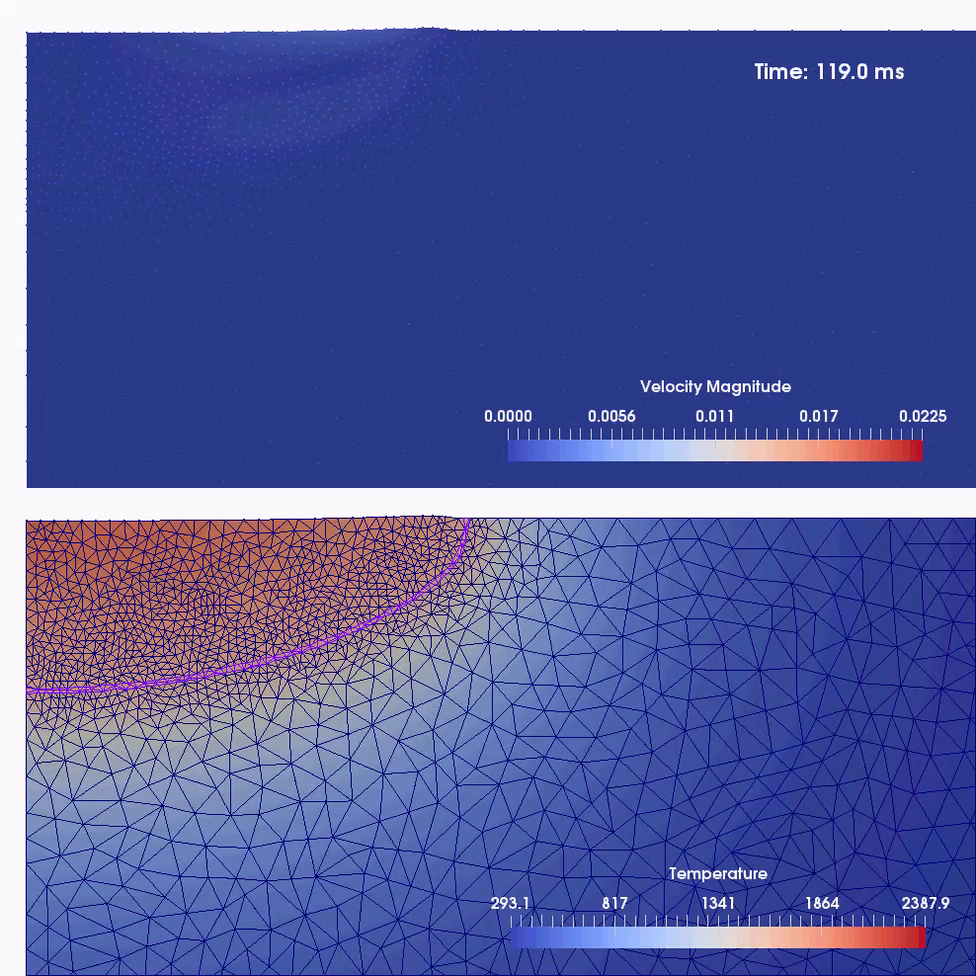 Time: 119.0 ms
Velocity Magnitude
0.0000 0.0056 0.011 0.017 0.0225
Temperature
293.1 817 1341 1864 2387.9